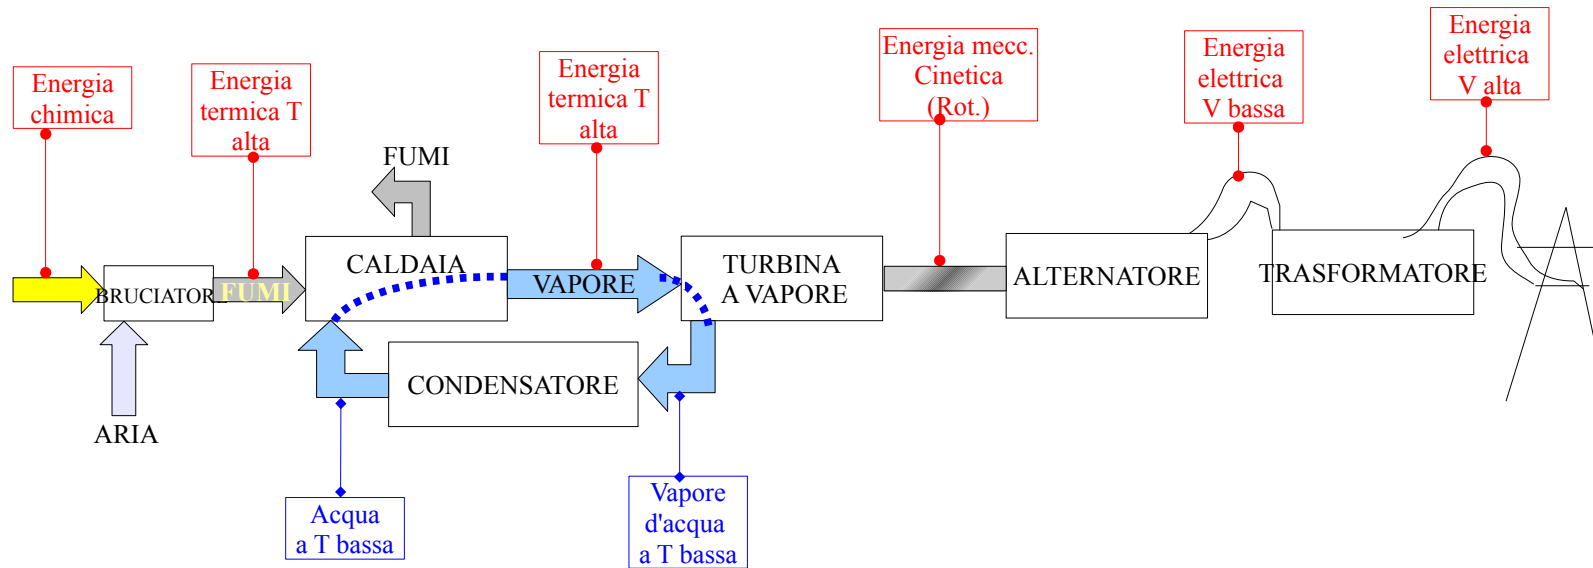 Energia
chimica
Energia
termica T
alta
Energia
termica T
alta
Energia mecc.
Cinetica
(Rot.)
Energia
elettrica
V bassa
Energia
elettrica
V alta
FUMI
BRUCIATORE
FUMI
CALDAIA
VAPORE
TURBINA
A VAPORE
ALTERNATORE
TRASFORMATORE
CONDENSATORE
ARIA
Acqua
a T bassa
Vapore
d'acqua
a T bassa